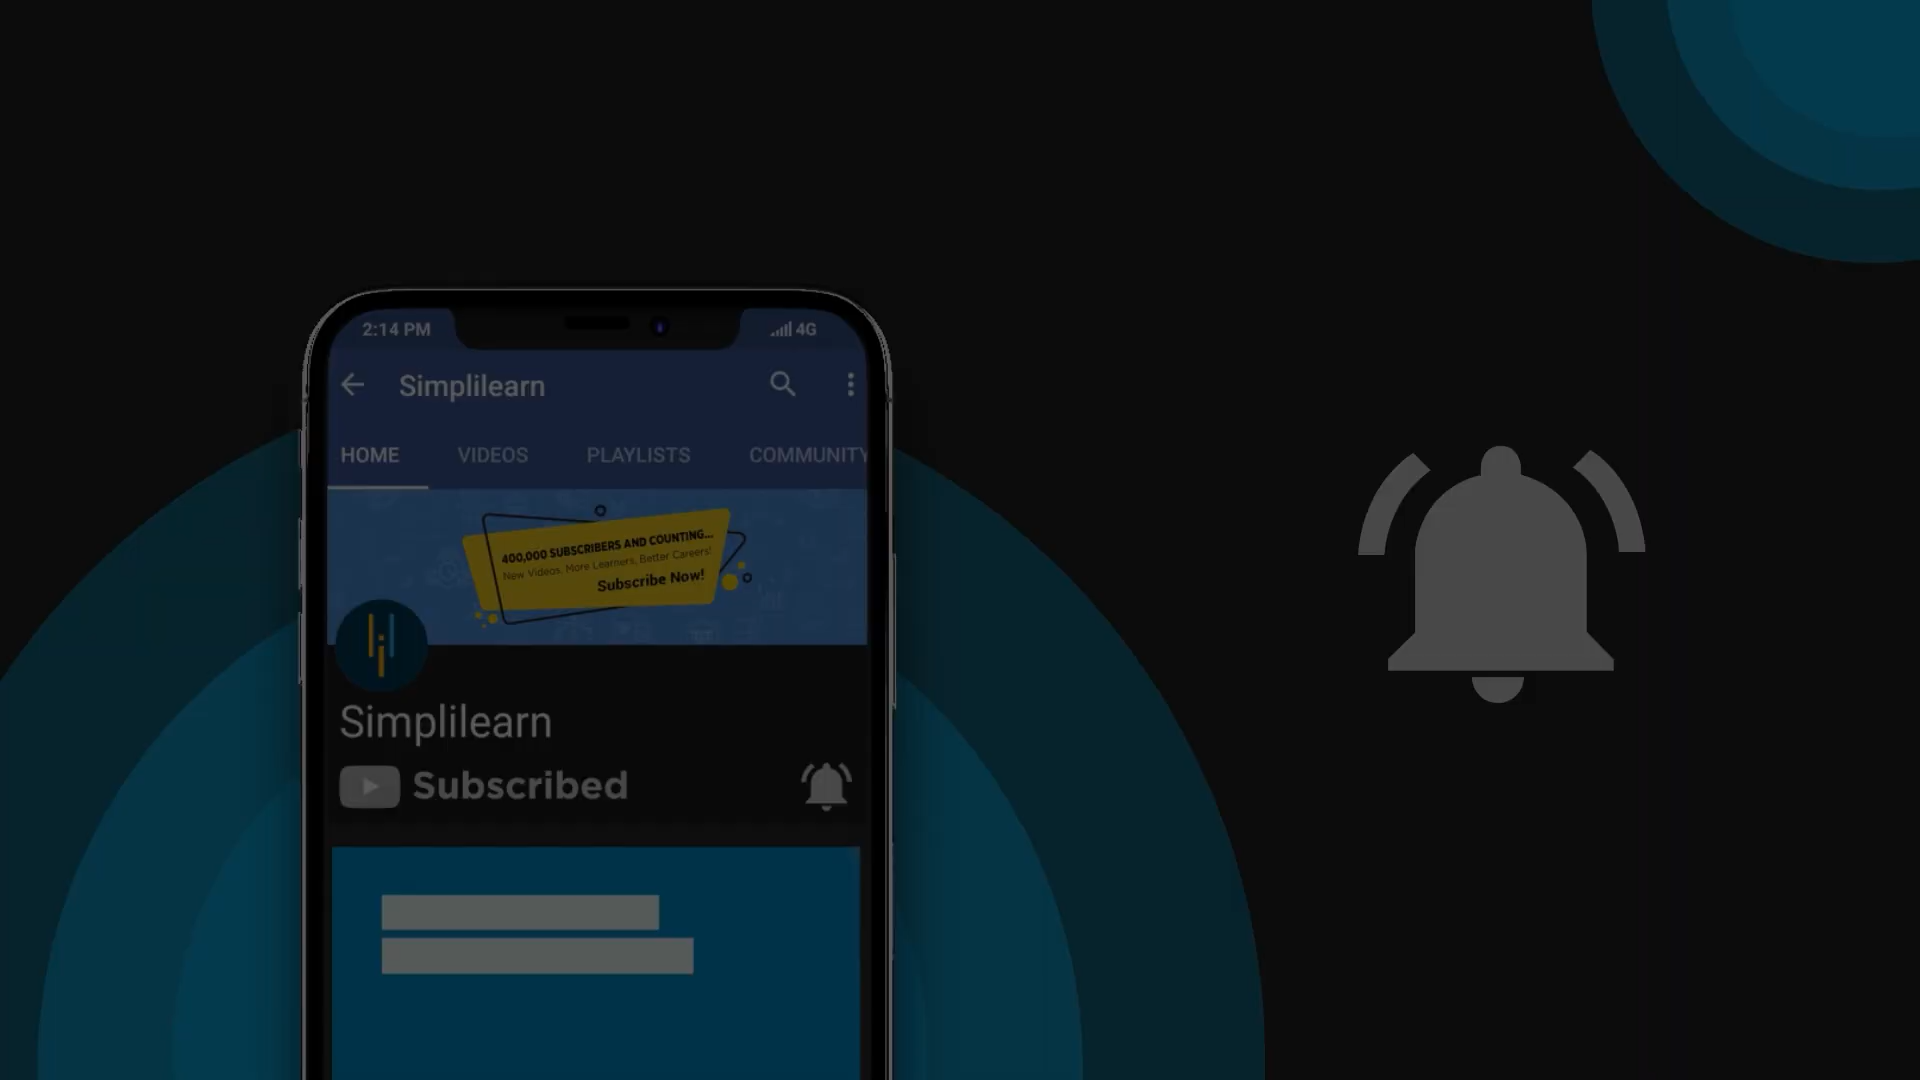 2:14 PM
4G
Simplilearn
HOME VIDEOS PLAYLISTS COMMUNITY
400,000 SUBSCRIBERS AND COUNTING...
New Videos, More Learners, Better Careers!
Subscribe Now!
Simplilearn
Subscribed